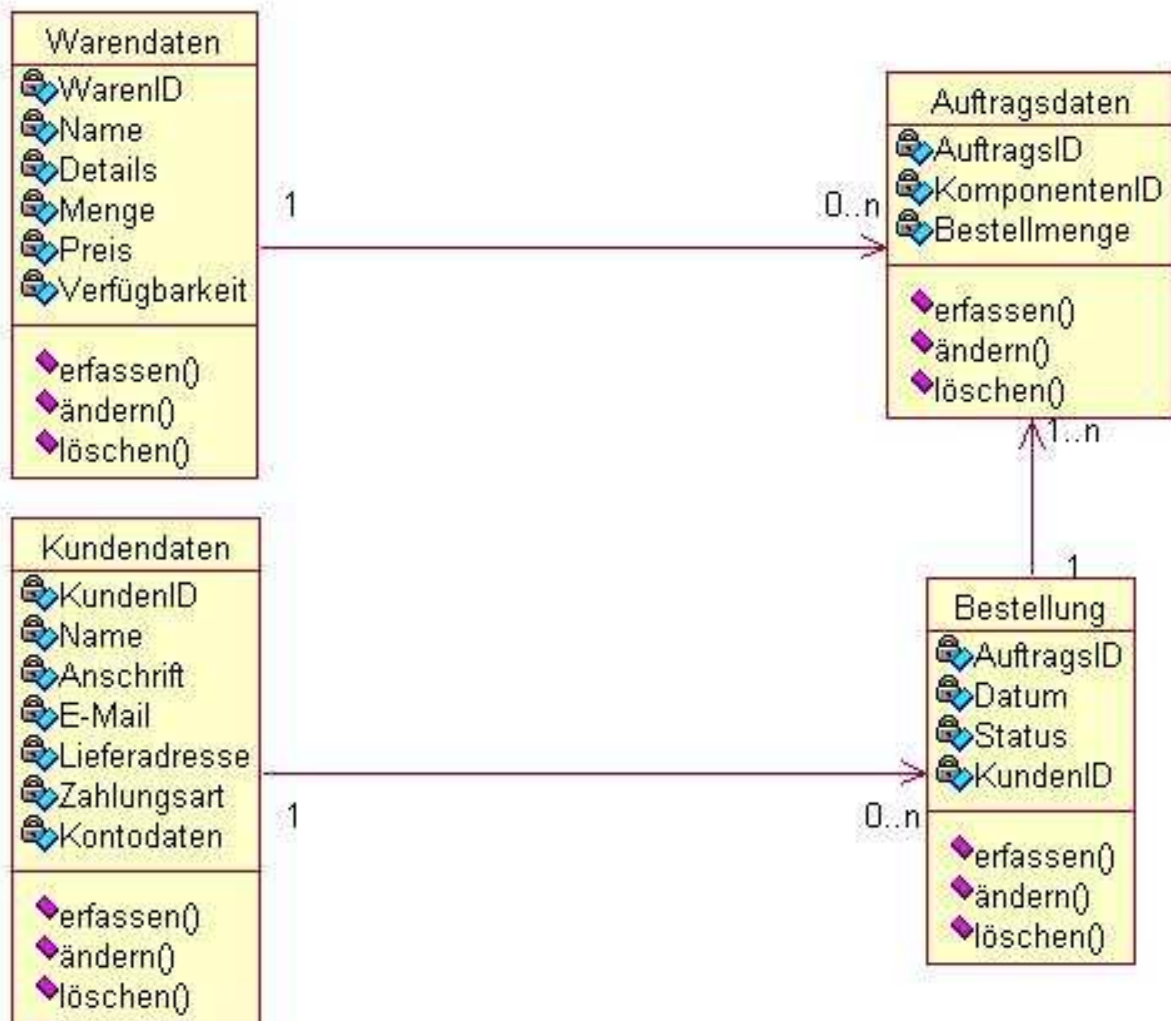 Warendaten
WarenID
Name
Details
Menge
Preis
Verfügbarkeit
erfassen()
ändern()
löschen()
1
0..n
Auftragsdaten
AuftragsID
KomponentenID
Bestellmenge
erfassen()
ändern()
löschen()
1..n
1
Kundendaten
KundenID
Name
Anschrift
E-Mail
Lieferadresse
Zahlungsart
Kontodaten
erfassen()
ändern()
löschen()
1
0..n
Bestellung
AuftragsID
Datum
Status
KundenID
erfassen()
ändern()
löschen()